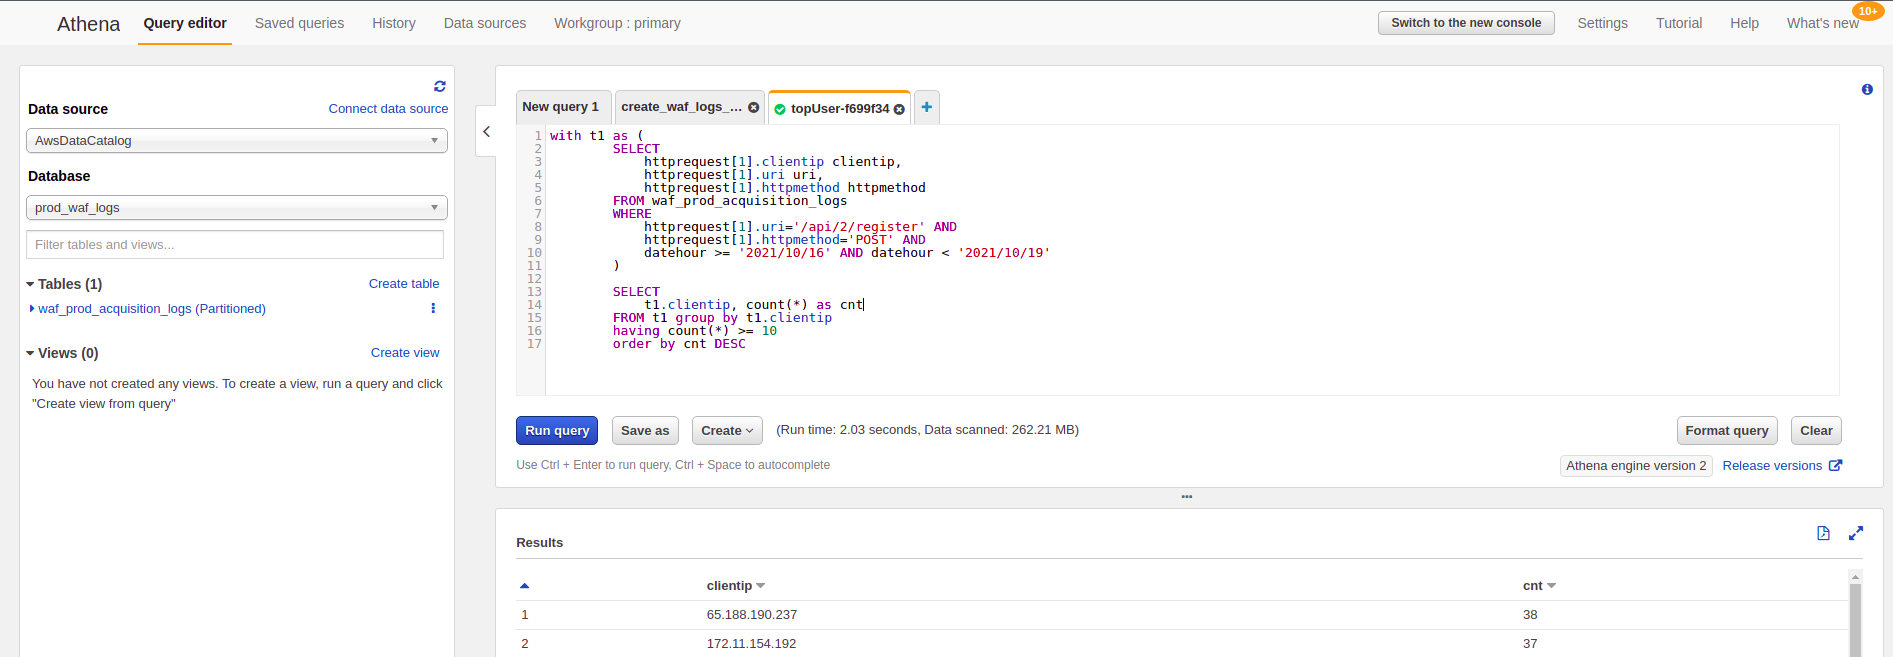 Athena Query editor Saved queries History Data sources Workgroup : primary Switch to the new console Settings Tutorial Help What's new 10+
Data source Connect data source
AwsDataCatalog
Database
prod_waf_logs
Filter tables and views...
Tables (1) Create table
waf_prod_acquisition_logs (Partitioned)
Views (0) Create view
You have not created any views. To create a view, run a query and click
"Create view from query"
New query 1 create_waf_logs_... topUser-f699f34 +
1 with t1 as (
2 SELECT
3 httprequest[1].clientip clientip,
4 httprequest[1].uri uri,
5 httprequest[1].httpmethod httpmethod
6 FROM waf_prod_acquisition_logs
7 WHERE
8 httprequest[1].uri='/api/2/register' AND
9 httprequest[1].httpmethod='POST' AND
10 datehour >= '2021/10/16' AND datehour < '2021/10/19'
11 )
12
13 SELECT
14 t1.clientip, count(*) as cnt
15 FROM t1 group by t1.clientip
16 having count(*) >= 10
17 order by cnt DESC
Run query Save as Create (Run time: 2.03 seconds, Data scanned: 262.21 MB) Format query Clear
Use Ctrl + Enter to run query, Ctrl + Space to autocomplete Athena engine version 2 Release versions
Results
clientip cnt
1 65.188.190.237 38
2 172.11.154.192 37